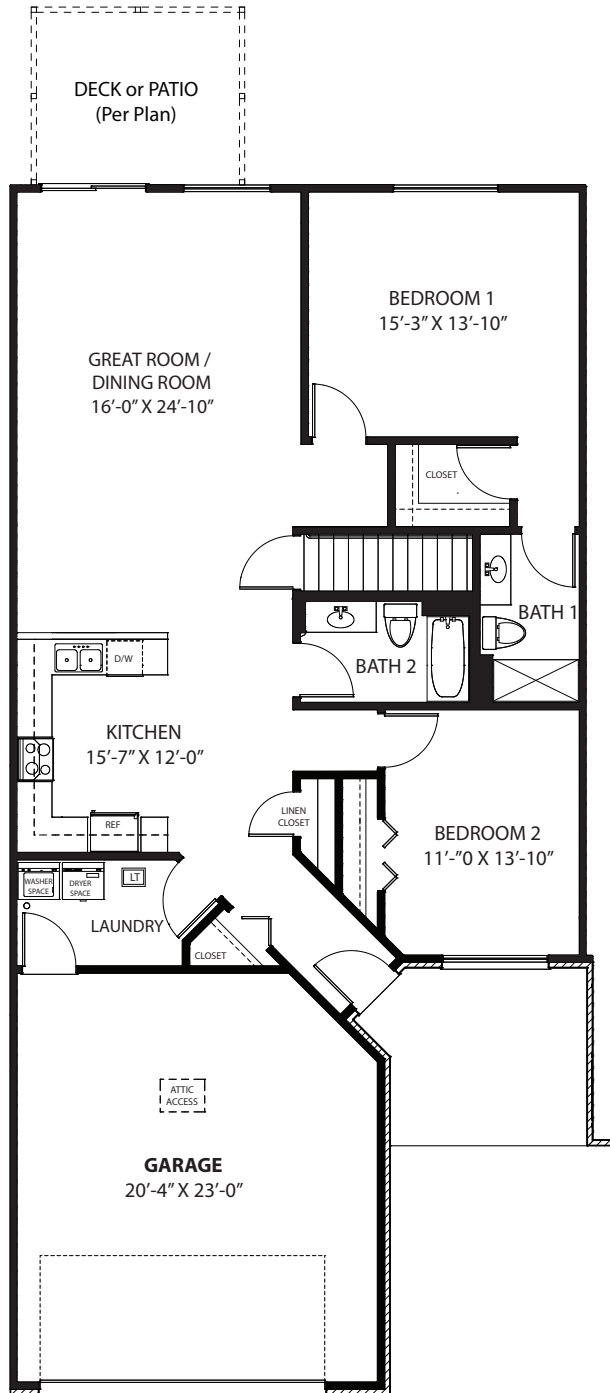 DECK or PATIO
(Per Plan)
BEDROOM 1
15’-3” X 13’-10”
GREAT ROOM /
DINING ROOM
16’-0” X 24’-10”
CLOSET
BATH 1
BATH 2
D/W
KITCHEN
15’-7” X 12’-0”
REF
LINEN
CLOSET
BEDROOM 2
11’-”0 X 13’-10”
WASHER
SPACE
DRYER
SPACE
LT
LAUNDRY
CLOSET
ATTIC
ACCESS
GARAGE
20’-4” X 23’-0”